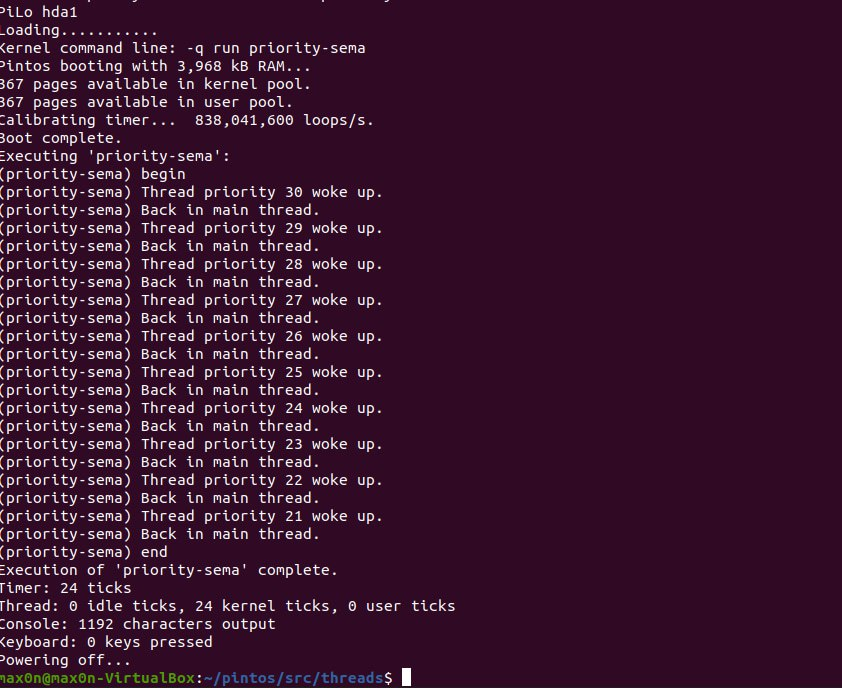 PiLo hda1
Loading...........
Kernel command line: -q run priority-sema
Pintos booting with 3,968 kB RAM...
367 pages available in kernel pool.
367 pages available in user pool.
Calibrating timer...  838,041,600 loops/s.
Boot complete.
Executing 'priority-sema':
(priority-sema) begin
(priority-sema) Thread priority 30 woke up.
(priority-sema) Back in main thread.
(priority-sema) Thread priority 29 woke up.
(priority-sema) Back in main thread.
(priority-sema) Thread priority 28 woke up.
(priority-sema) Back in main thread.
(priority-sema) Thread priority 27 woke up.
(priority-sema) Back in main thread.
(priority-sema) Thread priority 26 woke up.
(priority-sema) Back in main thread.
(priority-sema) Thread priority 25 woke up.
(priority-sema) Back in main thread.
(priority-sema) Thread priority 24 woke up.
(priority-sema) Back in main thread.
(priority-sema) Thread priority 23 woke up.
(priority-sema) Back in main thread.
(priority-sema) Thread priority 22 woke up.
(priority-sema) Back in main thread.
(priority-sema) Thread priority 21 woke up.
(priority-sema) Back in main thread.
(priority-sema) end
Execution of 'priority-sema' complete.
Timer: 24 ticks
Thread: 0 idle ticks, 24 kernel ticks, 0 user ticks
Console: 1192 characters output
Keyboard: 0 keys pressed
Powering off...
max0n@max0n-VirtualBox:~/pintos/src/threads$